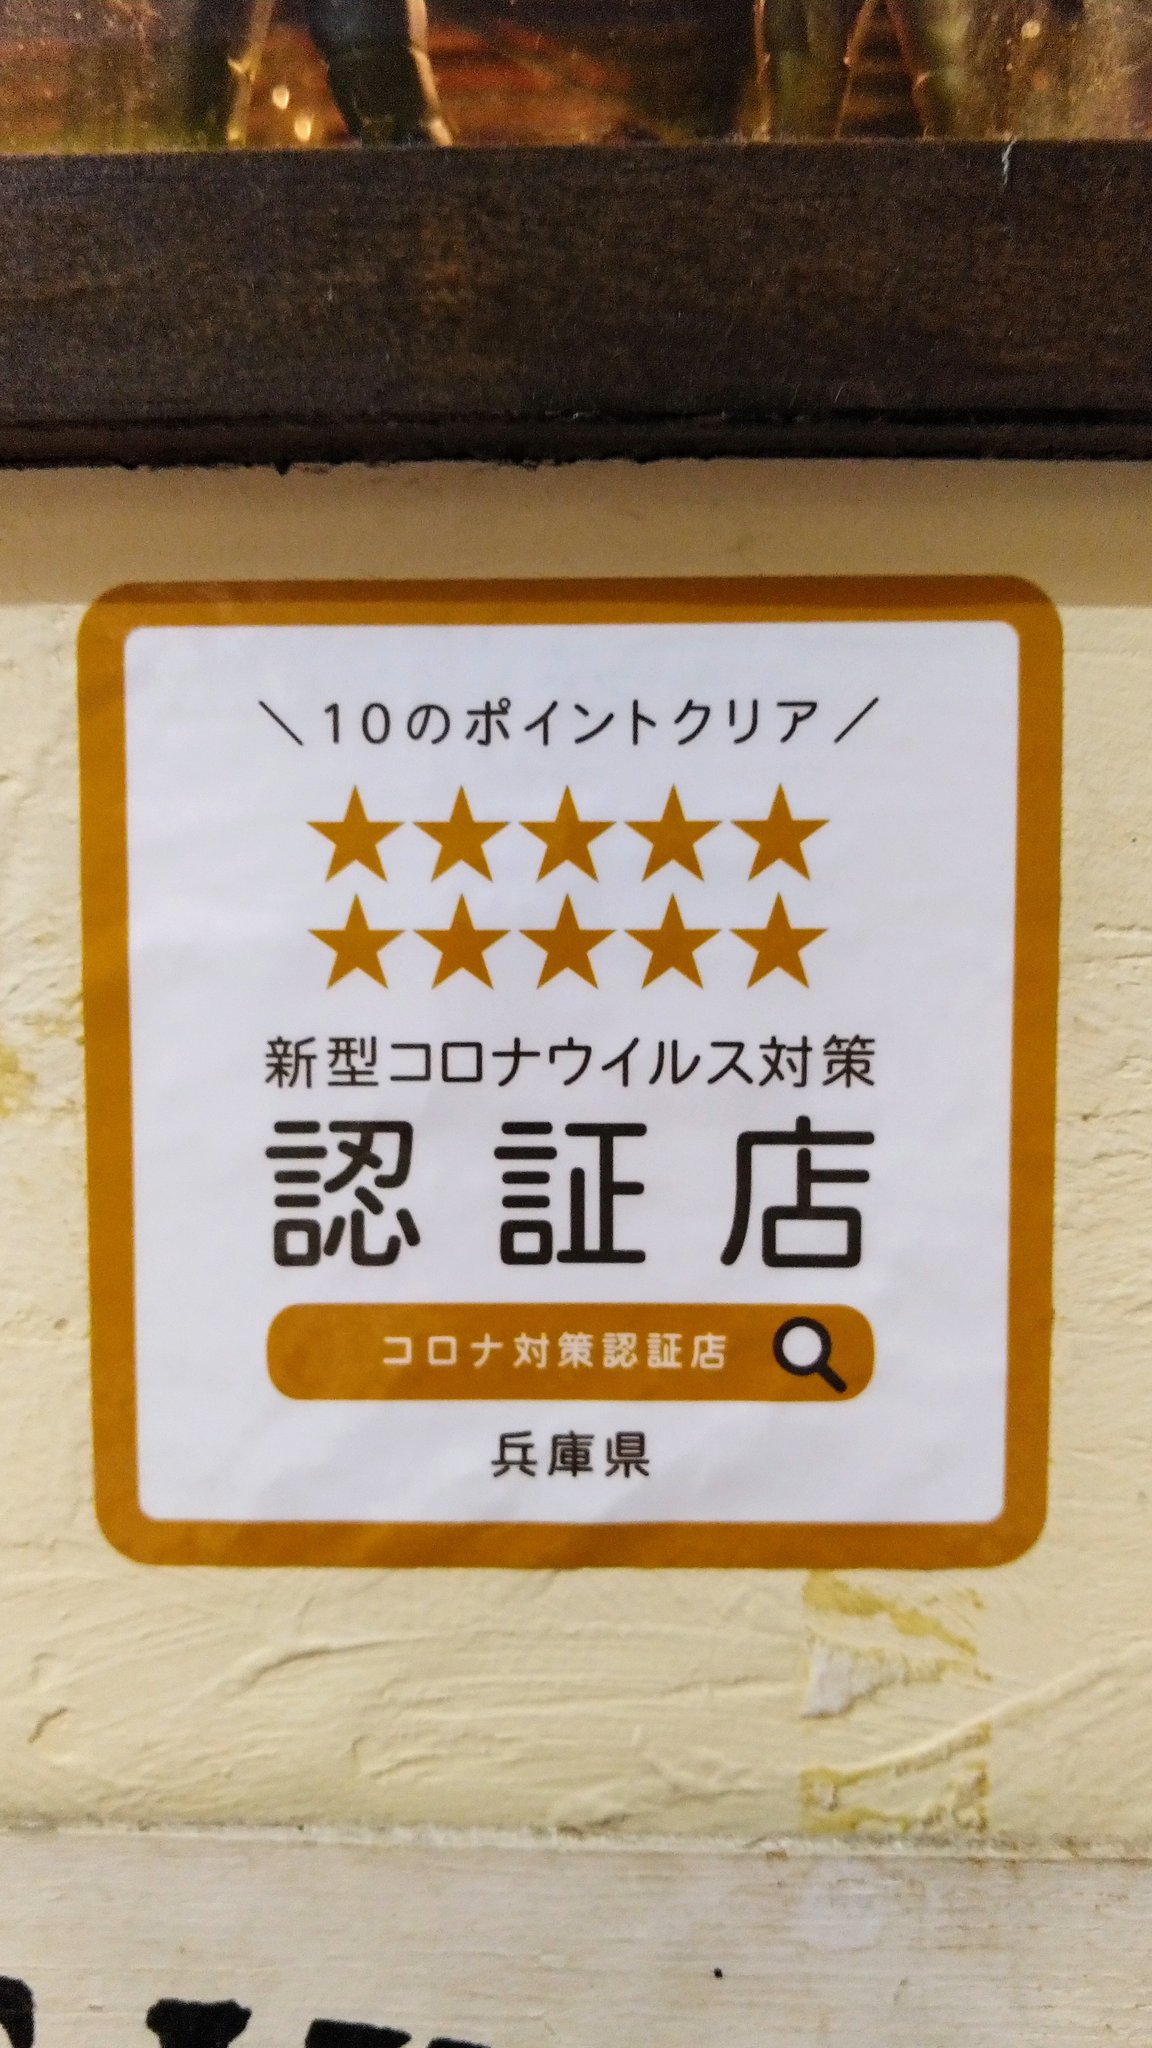 ＼10のポイントクリア／
★★★★★
★★★★★
新型コロナウイルス対策
認証店
コロナ対策認証店
兵庫県